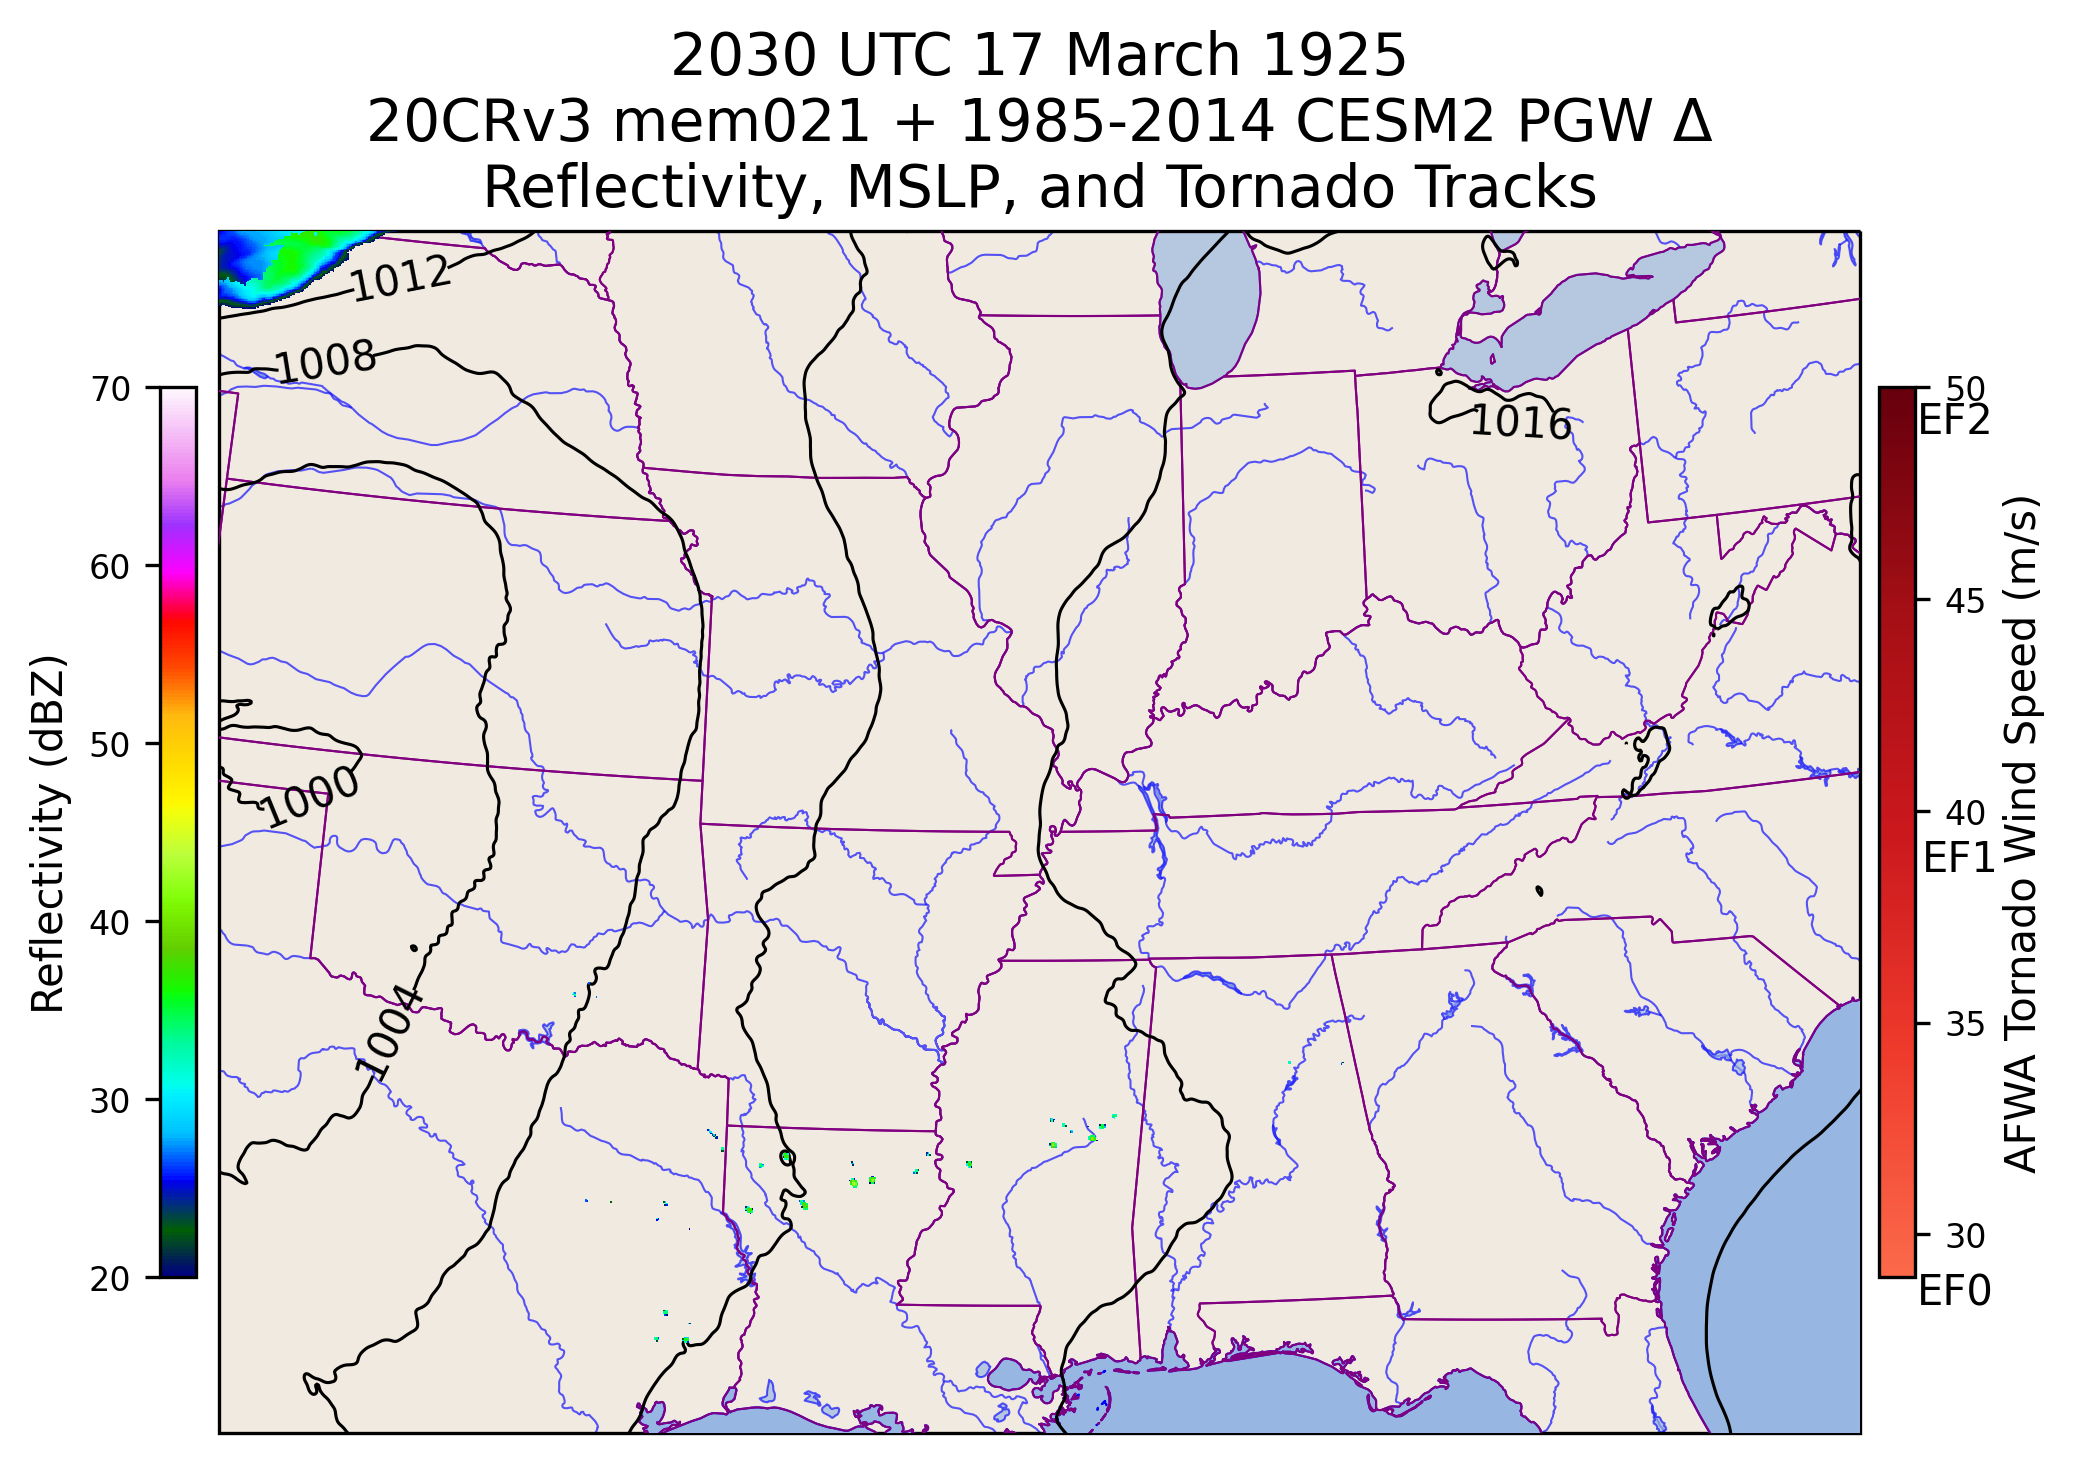 2030 UTC 17 March 1925
20CRv3 mem021 + 1985-2014 CESM2 PGW Δ
Reflectivity, MSLP, and Tornado Tracks
1012
1008
1016
1000
1004
70
60
50
40
30
20
Reflectivity (dBZ)
50
EF2
45
40
EF1
35
30
EF0
AFWA Tornado Wind Speed (m/s)